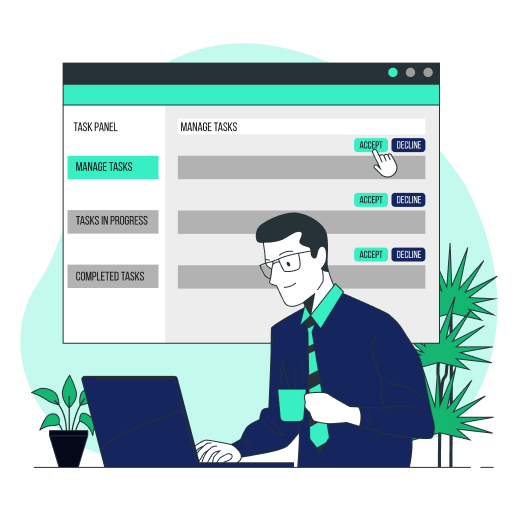 TASK PANEL
MANAGE TASKS
ACCEPT DECLINE
MANAGE TASKS
ACCEPT DECLINE
TASKS IN PROGRESS
ACCEPT DECLINE
COMPLETED TASKS